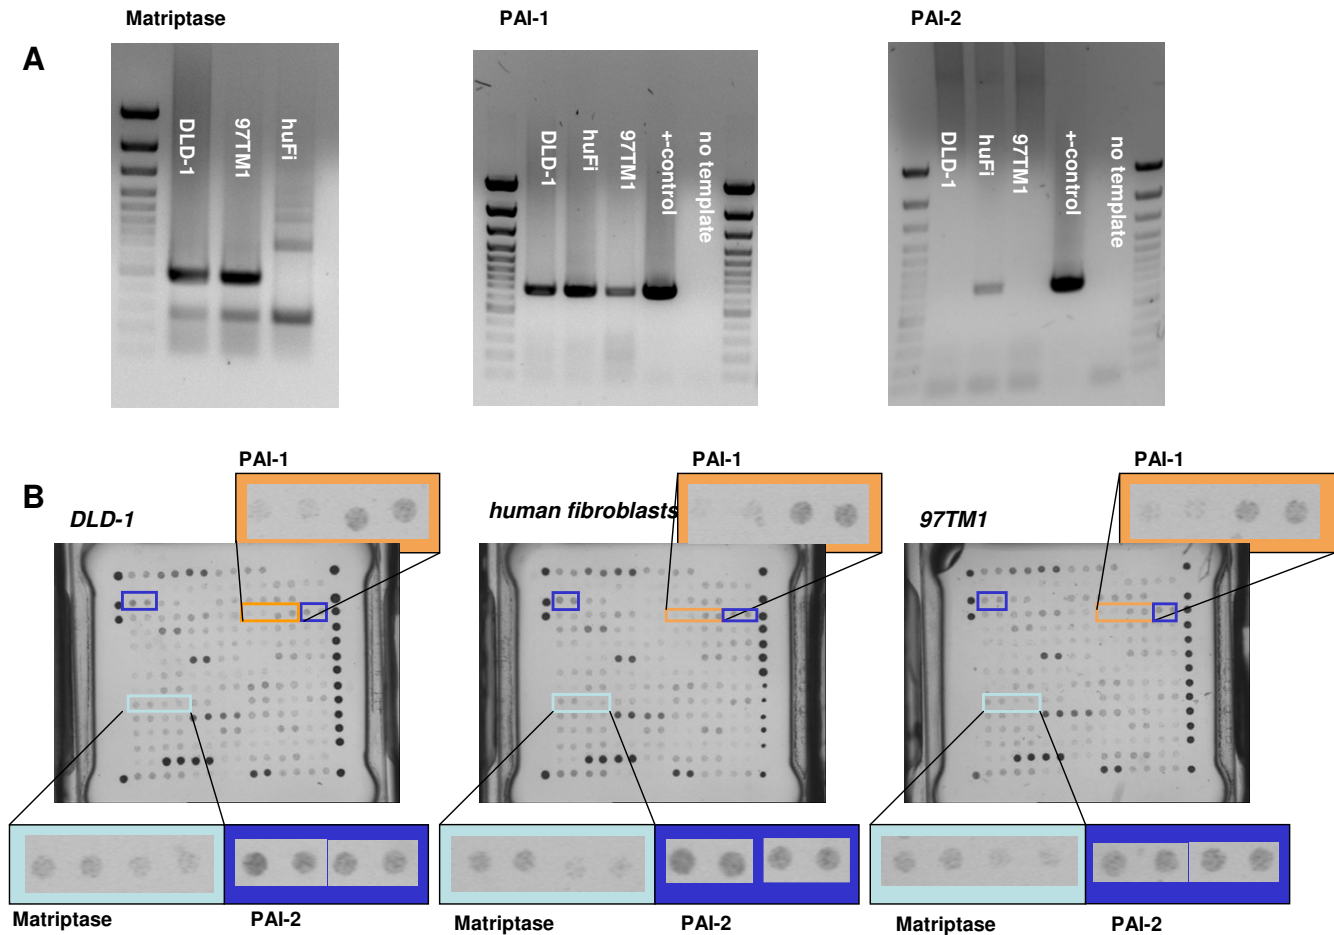 Matriptase
PAI-1
PAI-2
A
DLD-1
97TM1
huFi
DLD-1
huFi
97TM1
+-control
no template
DLD-1
huFi
97TM1
+-control
no template
B
DLD-1
PAI-1
human fibroblasts
PAI-1
97TM1
PAI-1
Matriptase
PAI-2
Matriptase
PAI-2
Matriptase
PAI-2